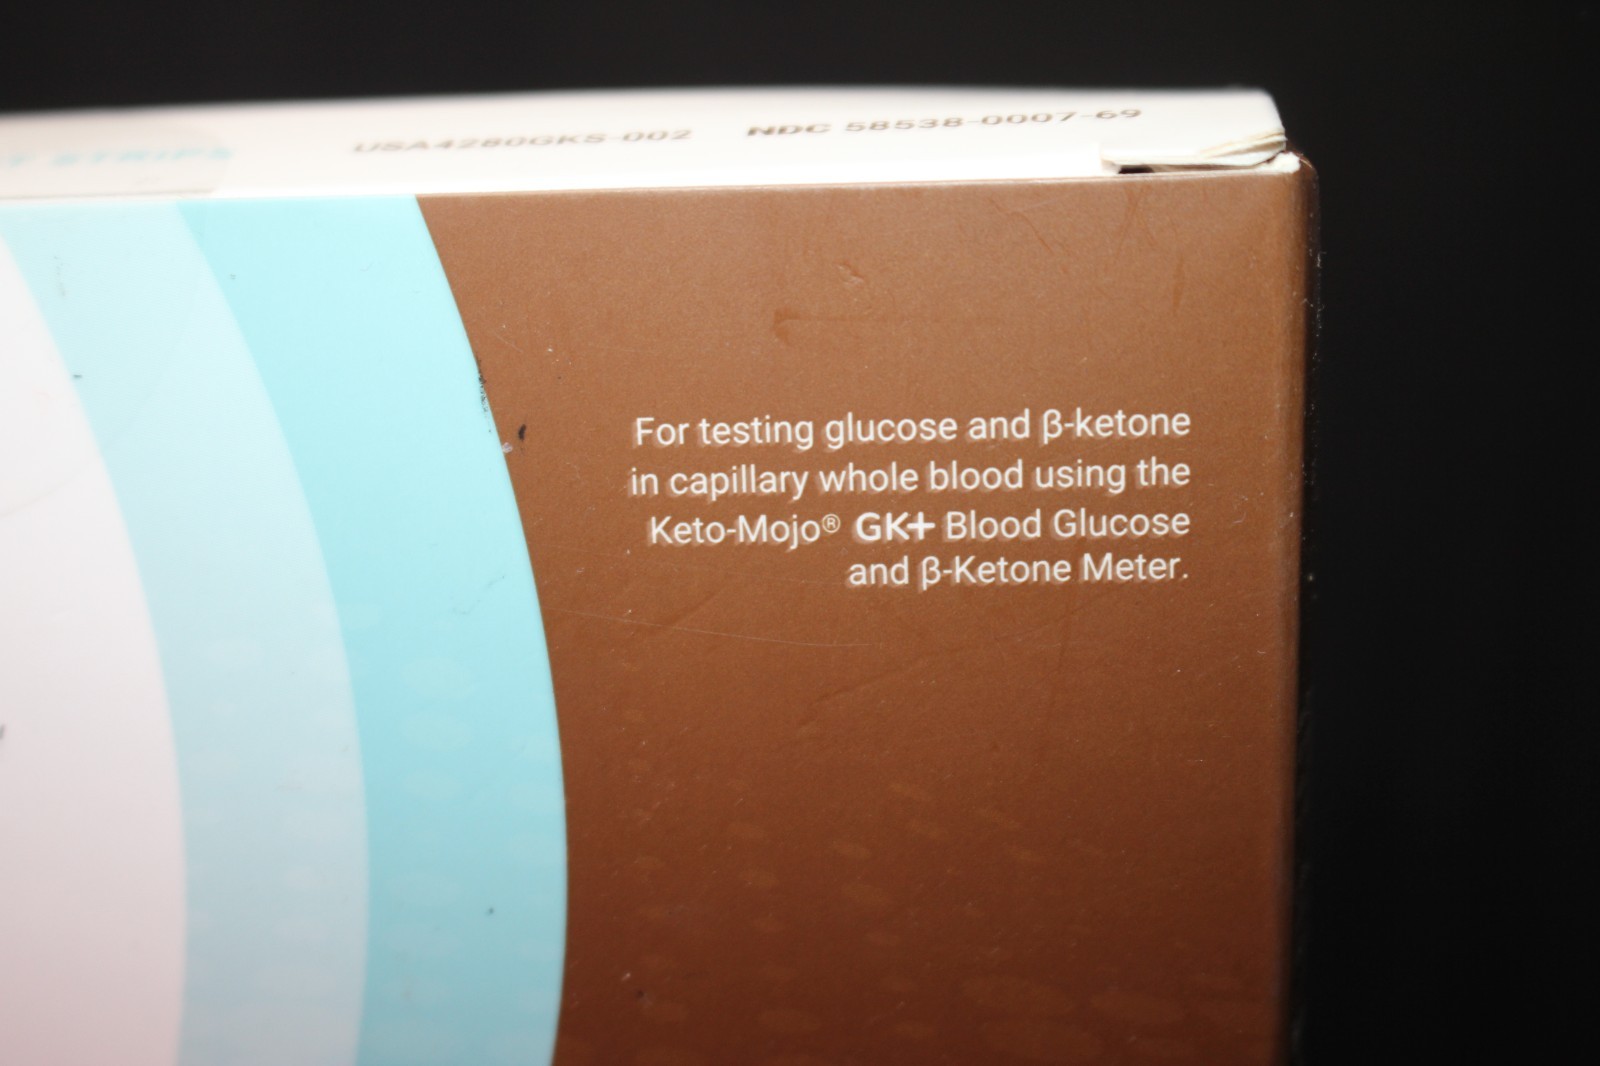 T STRIPS USA4280GKS-002 NDC 58538-0007-69
For testing glucose and β-ketone
in capillary whole blood using the
Keto-Mojo® GK+ Blood Glucose
and β-Ketone Meter.